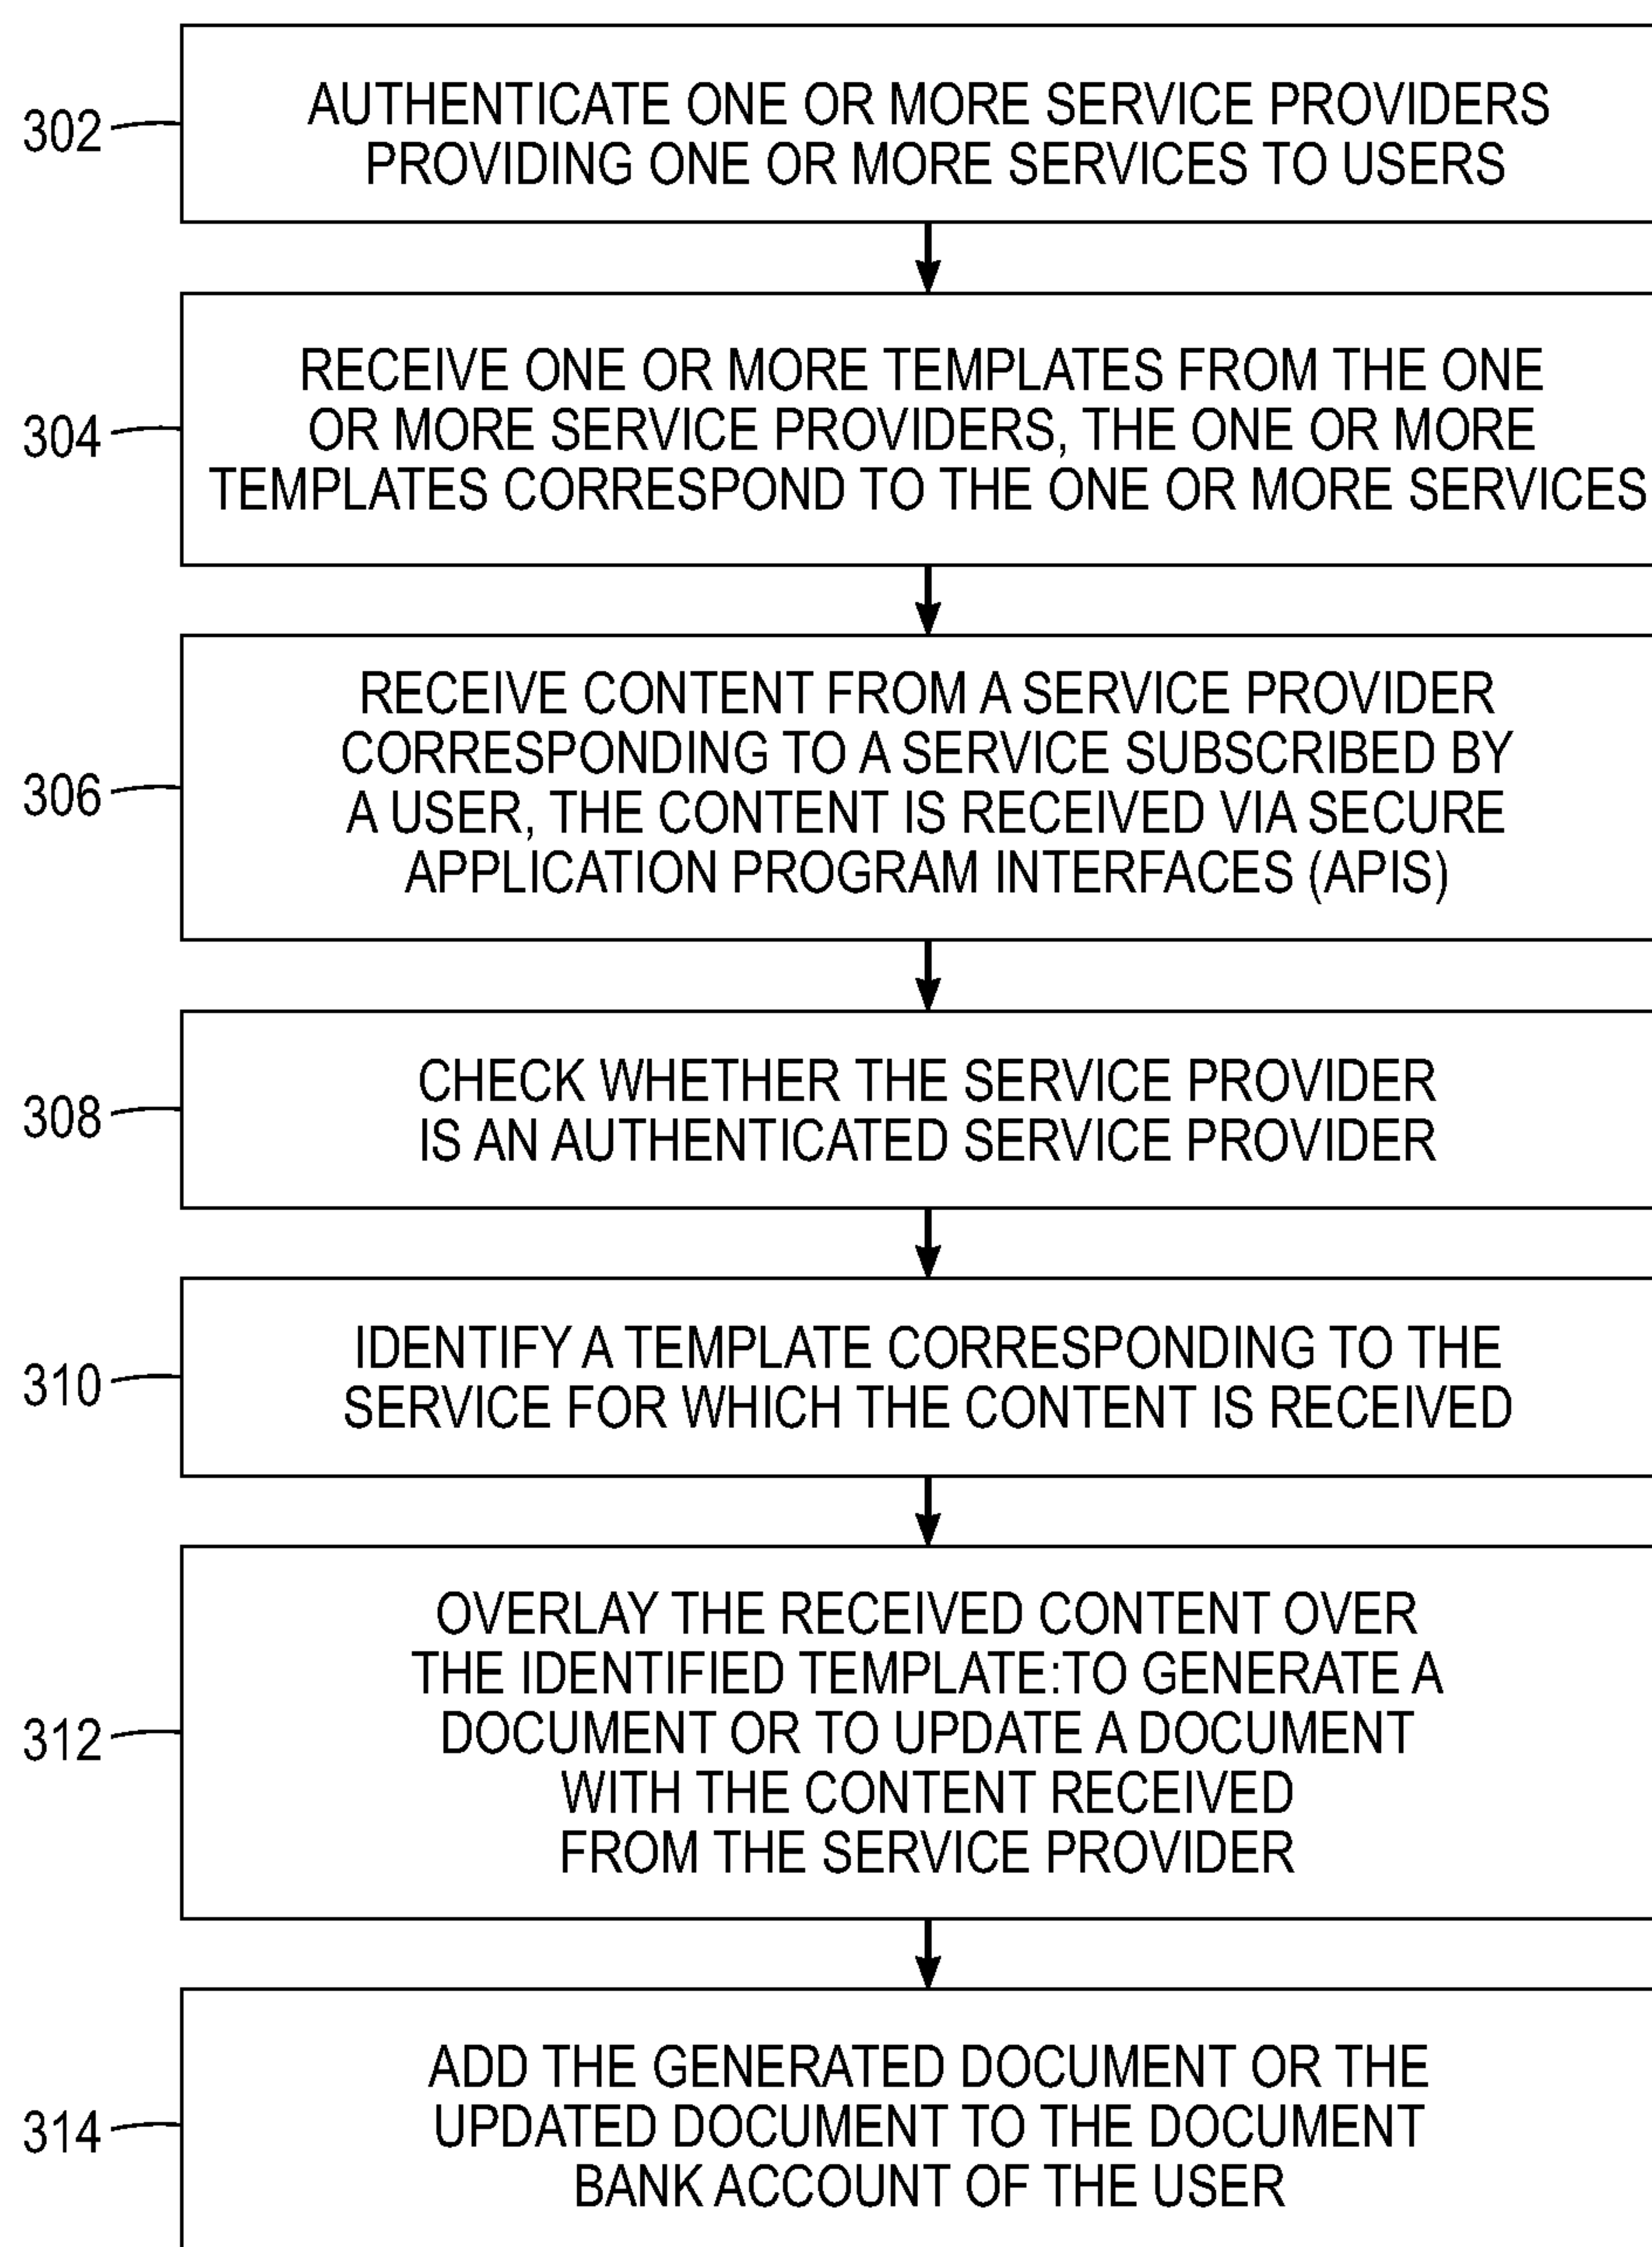 302
AUTHENTICATE ONE OR MORE SERVICE PROVIDERS
PROVIDING ONE OR MORE SERVICES TO USERS
304
RECEIVE ONE OR MORE TEMPLATES FROM THE ONE
OR MORE SERVICE PROVIDERS, THE ONE OR MORE
TEMPLATES CORRESPOND TO THE ONE OR MORE SERVICES
306
RECEIVE CONTENT FROM A SERVICE PROVIDER
CORRESPONDING TO A SERVICE SUBSCRIBED BY
A USER, THE CONTENT IS RECEIVED VIA SECURE
APPLICATION PROGRAM INTERFACES (APIS)
308
CHECK WHETHER THE SERVICE PROVIDER
IS AN AUTHENTICATED SERVICE PROVIDER
310
IDENTIFY A TEMPLATE CORRESPONDING TO THE
SERVICE FOR WHICH THE CONTENT IS RECEIVED
312
OVERLAY THE RECEIVED CONTENT OVER
THE IDENTIFIED TEMPLATE:TO GENERATE A
DOCUMENT OR TO UPDATE A DOCUMENT
WITH THE CONTENT RECEIVED
FROM THE SERVICE PROVIDER
314
ADD THE GENERATED DOCUMENT OR THE
UPDATED DOCUMENT TO THE DOCUMENT
BANK ACCOUNT OF THE USER